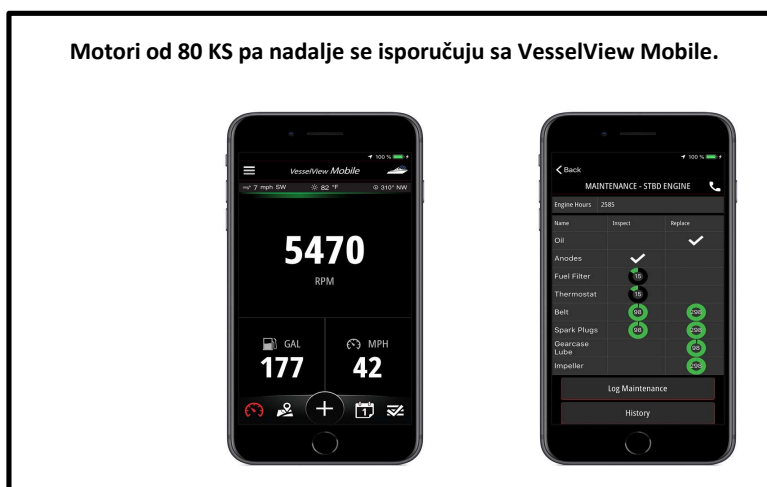 Motori od 80 KS pa nadalje se isporučuju sa VesselView Mobile.
100 %
VesselView Mobile
7 mph SW 82 °F 310° NW
5470
RPM
GAL MPH
177 42
1
100 %
Back
MAINTENANCE - STBD ENGINE
Engine Hours 2585
Name Inspect Replace
Oil
Anodes
Fuel Filter 15
Thermostat 15
Belt 98 298
Spark Plugs 98 298
Gearcase
Lube 98
Impeller 298
Log Maintenance
History